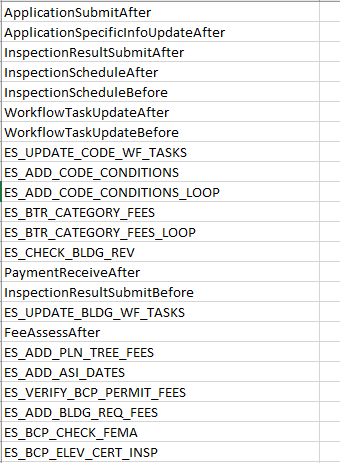 ApplicationSubmitAfter
ApplicationSpecificInfoUpdateAfter
InspectionResultSubmitAfter
InspectionScheduleAfter
InspectionScheduleBefore
WorkflowTaskUpdateAfter
WorkflowTaskUpdateBefore
ES_UPDATE_CODE_WF_TASKS
ES_ADD_CODE_CONDITIONS
ES_ADD_CODE_CONDITIONS_LOOP
ES_BTR_CATEGORY_FEES
ES_BTR_CATEGORY_FEES_LOOP
ES_CHECK_BLDG_REV
PaymentReceiveAfter
InspectionResultSubmitBefore
ES_UPDATE_BLDG_WF_TASKS
FeeAssessAfter
ES_ADD_PLN_TREE_FEES
ES_ADD_ASI_DATES
ES_VERIFY_BCP_PERMIT_FEES
ES_ADD_BLDG_REQ_FEES
ES_BCP_CHECK_FEMA
ES_BCP_ELEV_CERT_INSP